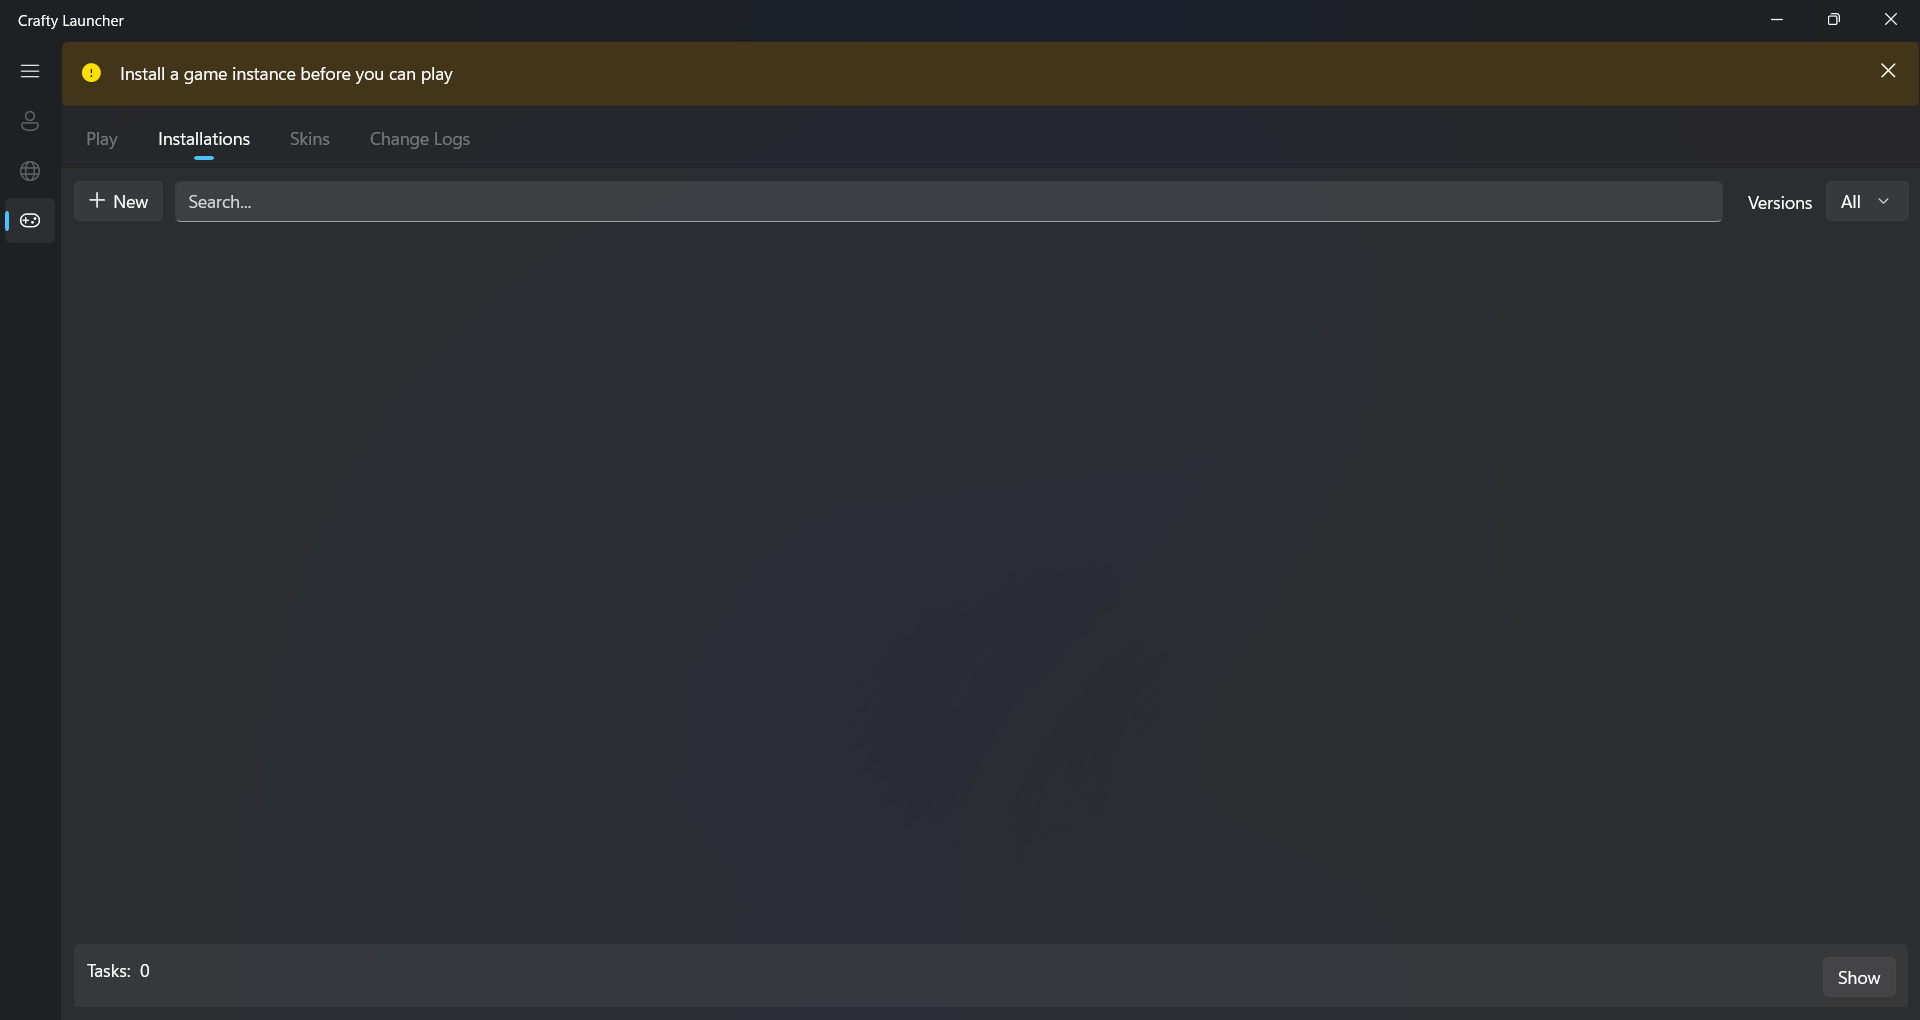 Crafty Launcher
Install a game instance before you can play
Play Installations Skins Change Logs
New Search... Versions All
Tasks: 0 Show